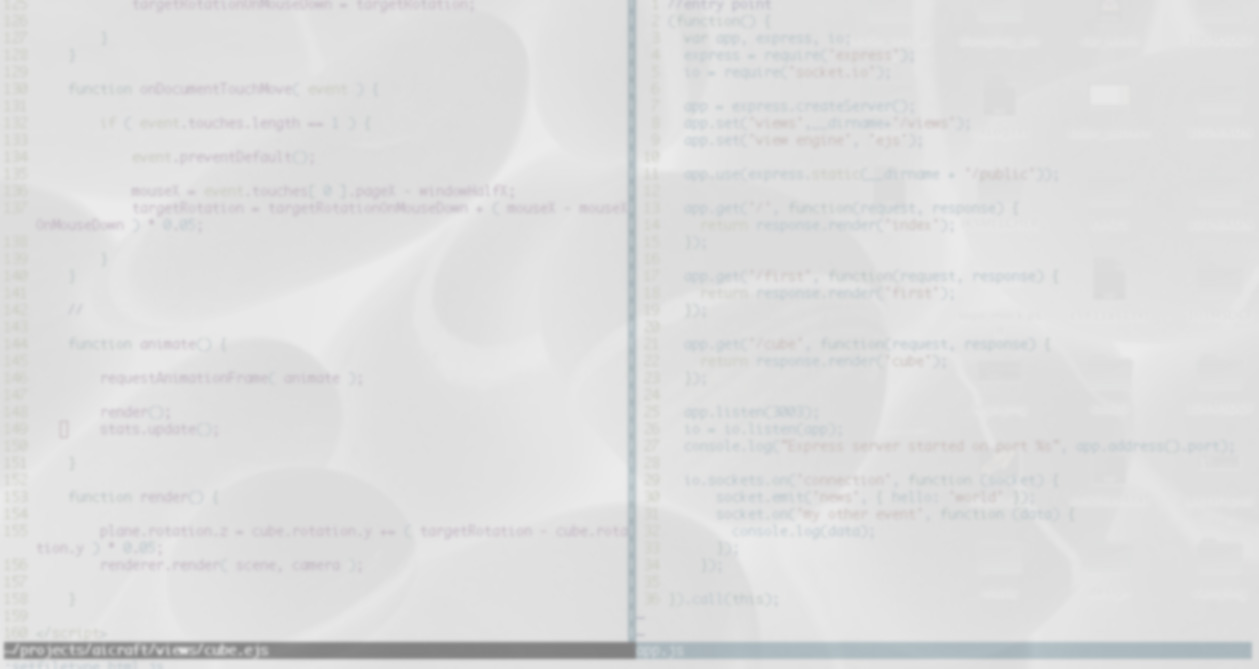 125 targetRotationOnMouseDown = targetRotation;
127 }
128 }
129
130 function onDocumentTouchMove( event ) {
131
132 if ( event.touches.length == 1 ) {
133
134 event.preventDefault();
135
136 mouseX = event.touches[ 0 ].pageX - windowHalfX;
137 targetRotation = targetRotationOnMouseDown + ( mouseX - mouseX
OnMouseDown ) * 0.05;
138
139 }
140 }
141
142 //
143
144 function animate() {
145
146 requestAnimationFrame( animate );
147
148 render();
149 stats.update();
150
151 }
152
153 function render() {
154
155 plane.rotation.z = cube.rotation.y += ( targetRotation - cube.rota
tion.y ) * 0.05;
156 renderer.render( scene, camera );
157
158 }
159
160 </script>
~/projects/aicraft/views/cube.ejs
1 //entry point
2 (function() {
3 var app, express, io;
4 express = require("express");
5 io = require("socket.io");
6
7 app = express.createServer();
8 app.set("views",__dirname+"/views");
9 app.set("view engine", "ejs");
10
11 app.use(express.static(__dirname + "/public"));
12
13 app.get("/", function(request, response) {
14 return response.render("index");
15 });
16
17 app.get("/first", function(request, response) {
18 return response.render("first");
19 });
20
21 app.get("/cube", function(request, response) {
22 return response.render("cube");
23 });
24
25 app.listen(3003);
26 io = io.listen(app);
27 console.log("Express server started on port %s", app.address().port);
28
29 io.sockets.on("connection", function (socket) {
30 socket.emit("news", { hello: "world" });
31 socket.on("my other event", function (data) {
32 console.log(data);
33 });
34 });
35
36 }).call(this);
~
~
app.js